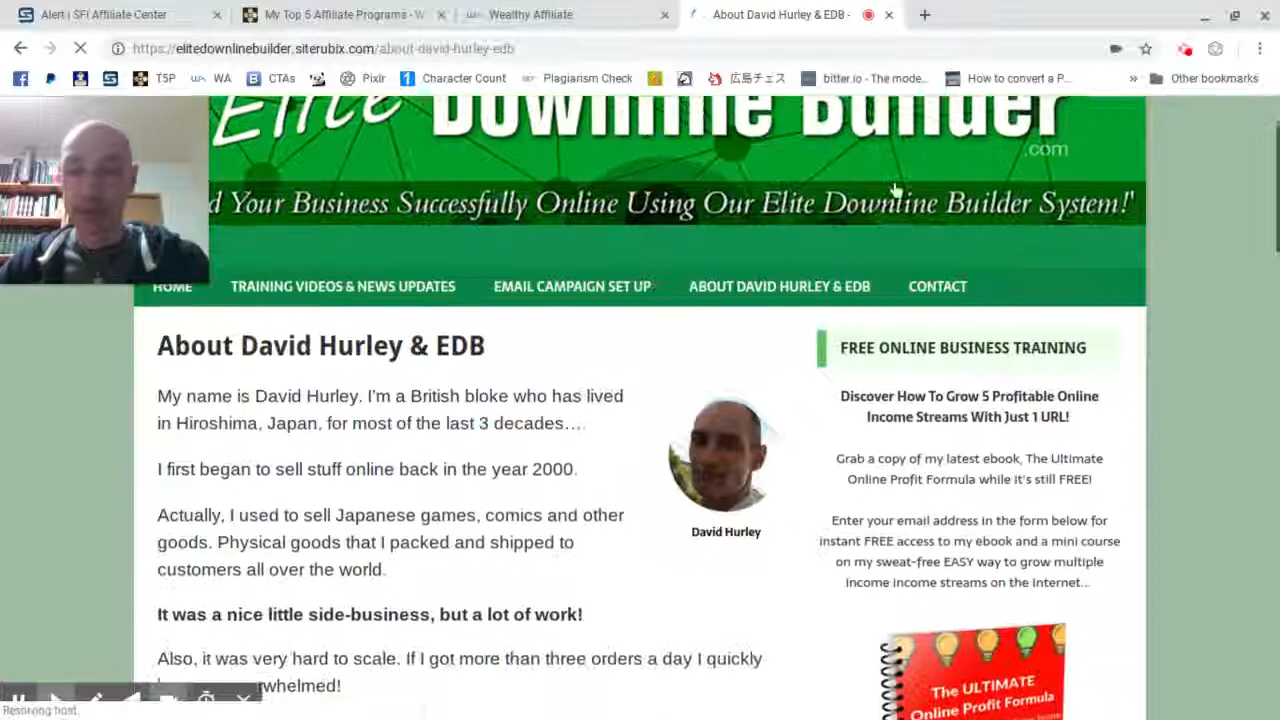 Alert | SFI Affiliate Center
My Top 5 Affiliate Programs - W
Wealthy Affiliate
About David Hurley & EDB -
https://elitedownlinebuilder.siterubix.com/about-david-hurley-edb
T5P
WA
CTAs
Pixlr
Character Count
Plagiarism Check
広島チェス
bitter.io - The mode...
How to convert a P...
Other bookmarks
Elite Downline Builder
.com
d Your Business Successfully Online Using Our Elite Downline Builder System!"
HOME
TRAINING VIDEOS & NEWS UPDATES
EMAIL CAMPAIGN SET UP
ABOUT DAVID HURLEY & EDB
CONTACT
About David Hurley & EDB
My name is David Hurley. I'm a British bloke who has lived
in Hiroshima, Japan, for most of the last 3 decades….
I first began to sell stuff online back in the year 2000.
Actually, I used to sell Japanese games, comics and other
goods. Physical goods that I packed and shipped to
customers all over the world.
It was a nice little side-business, but a lot of work!
Also, it was very hard to scale. If I got more than three orders a day I quickly
rwhelmed!
David Hurley
FREE ONLINE BUSINESS TRAINING
Discover How To Grow 5 Profitable Online
Income Streams With Just 1 URL!
Grab a copy of my latest ebook, The Ultimate
Online Profit Formula while it's still FREE!
Enter your email address in the form below for
instant FREE access to my ebook and a mini course
on my sweat-free EASY way to grow multiple
income income streams on the internet...
The ULTIMATE
Online Profit Formula
Resolving host...